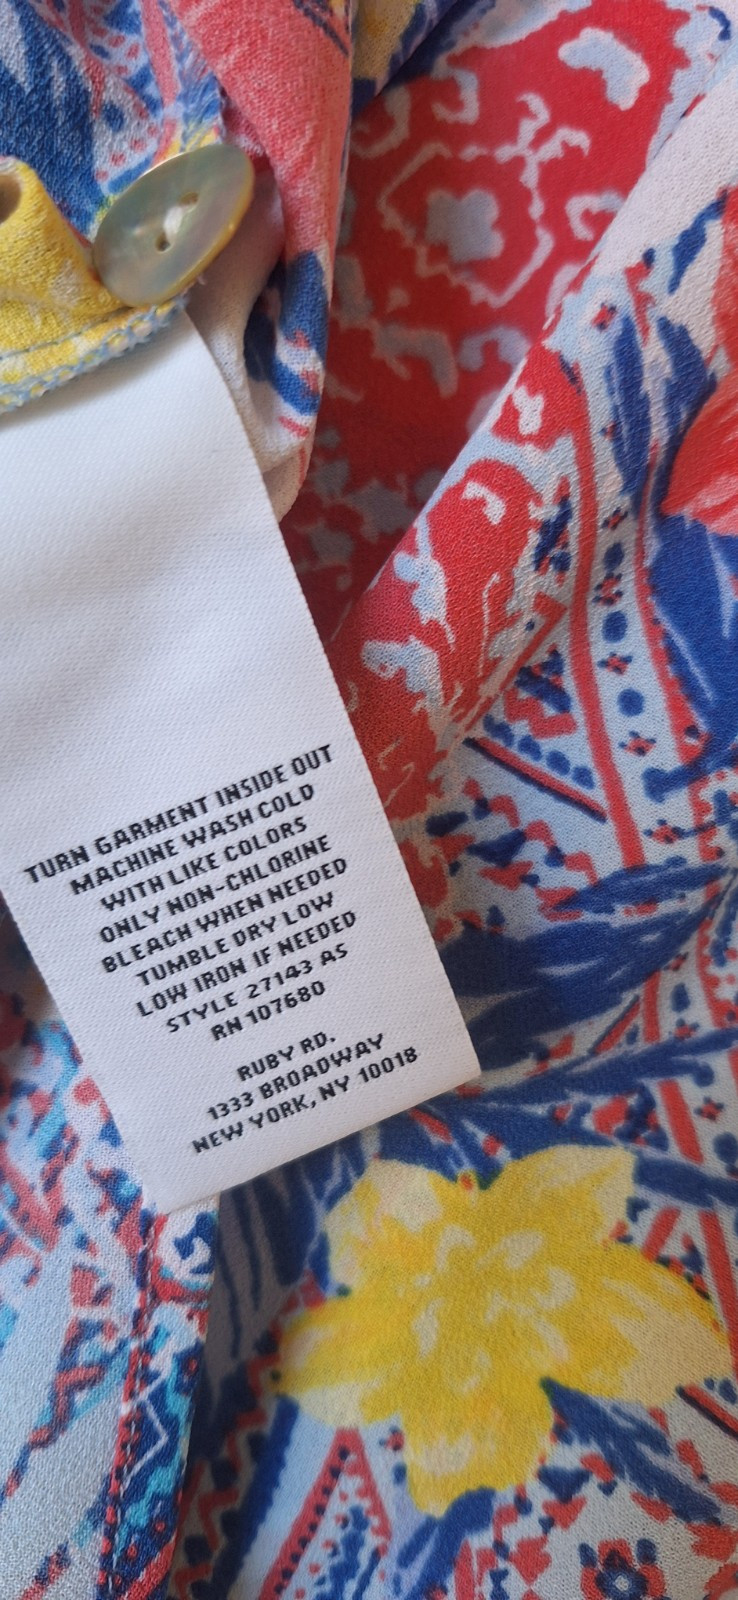 TURN GARMENT INSIDE OUT
MACHINE WASH COLD
WITH LIKE COLORS
ONLY NON-CHLORINE
BLEACH WHEN NEEDED
TUMBLE DRY LOW
LOW IRON IF NEEDED
STYLE 27143 AS
RN 107680
RUBY RD.
1333 BROADWAY
NEW YORK, NY 10018